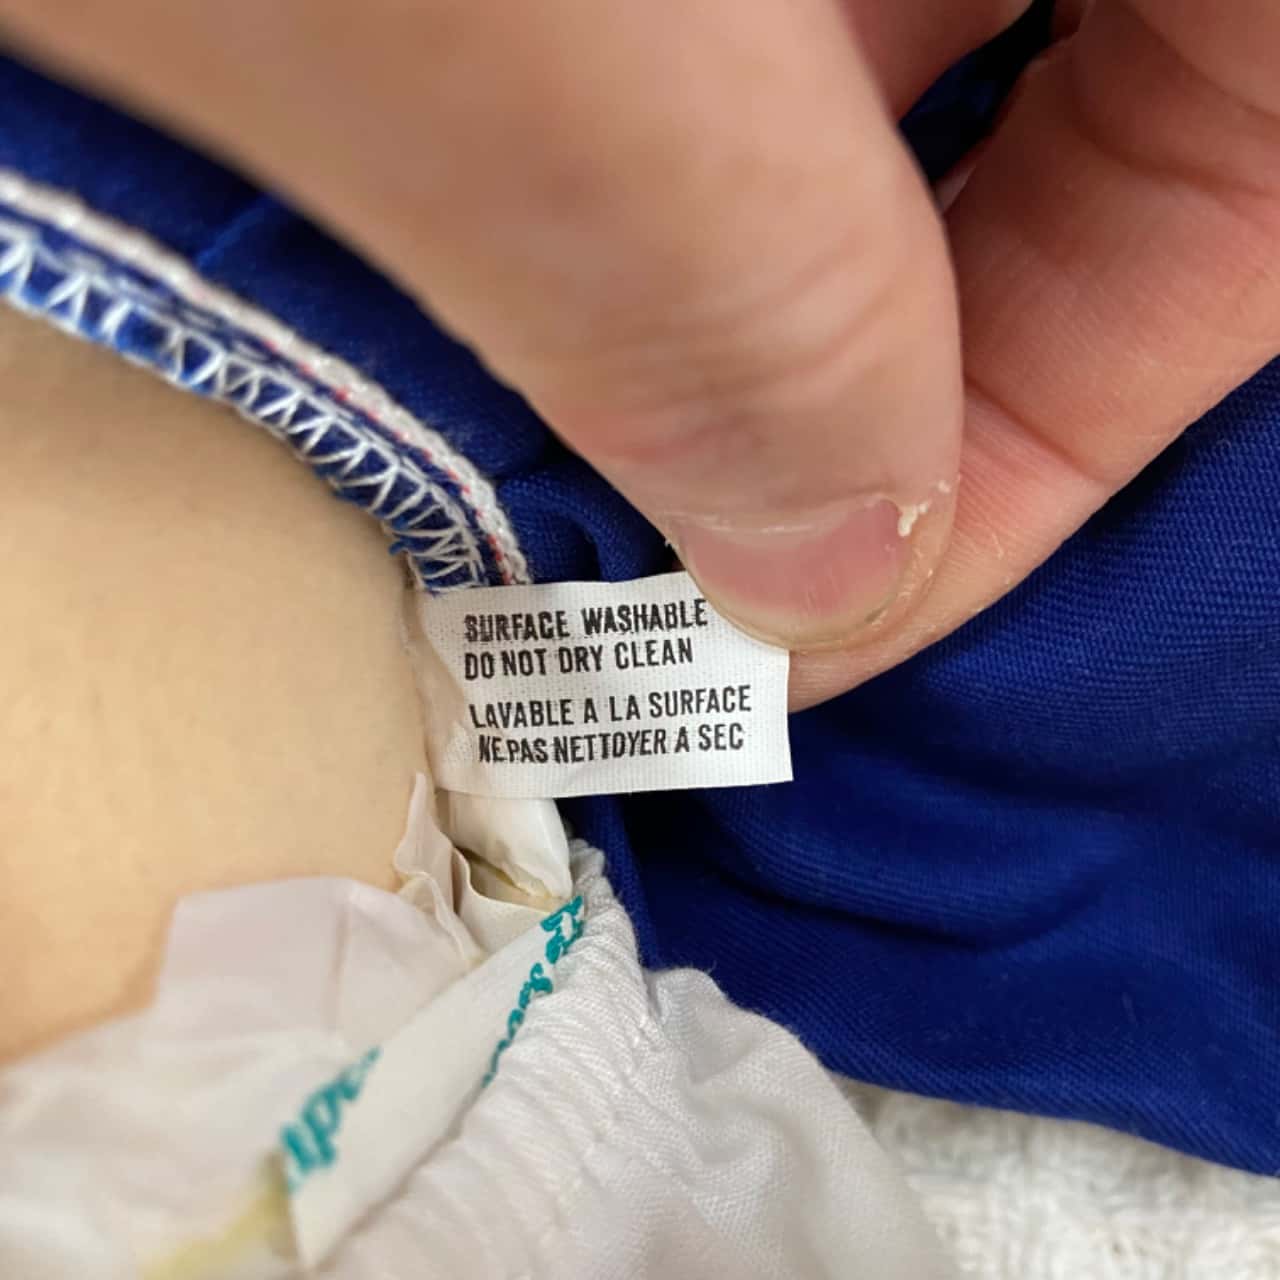 SURFACE WASHABLE
DO NOT DRY CLEAN
LAVABLE A LA SURFACE
NE PAS NETTOYER A SEC